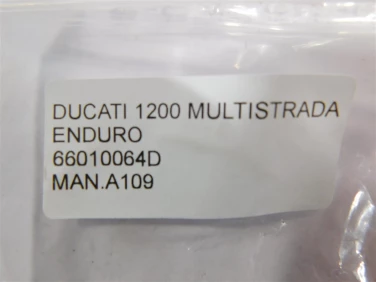 DUCATI 1200 MULTISTRADA
ENDURO
66010064D
MAN.A109